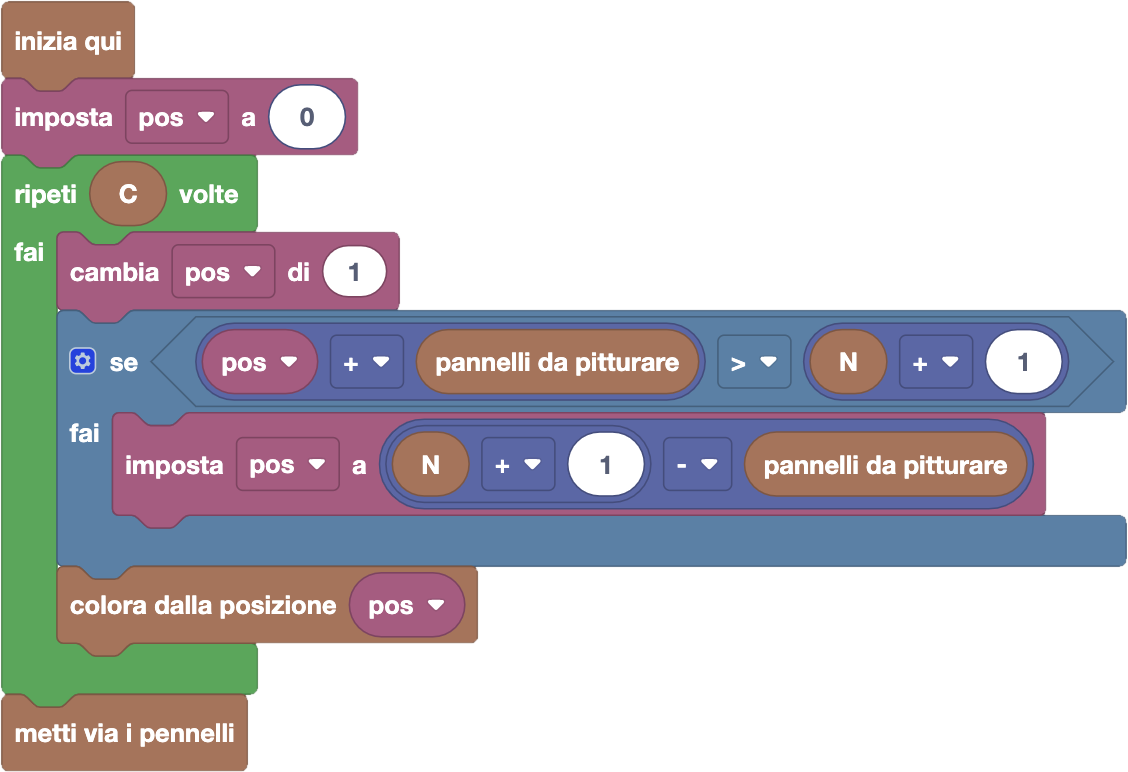 inizia qui
imposta pos a 0
ripeti C volte
fai
cambia pos di 1
se pos + pannelli da pitturare > N + 1
fai
imposta pos a N + 1 - pannelli da pitturare
colora dalla posizione pos
metti via i pennelli